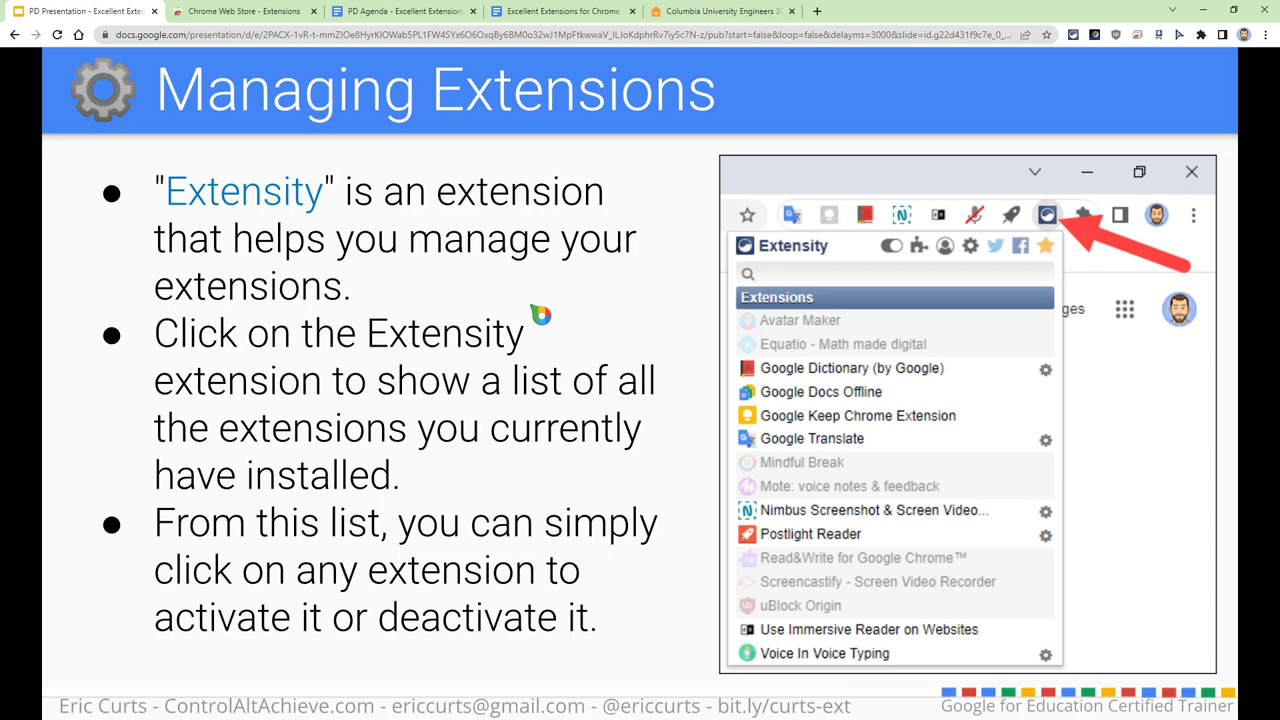 PD Presentation - Excellent Exten
Chrome Web Store - Extensions
PD Agenda - Excellent Extension
Excellent Extensions for Chrome
Columbia University Engineers 3D
Managing Extensions
● "Extensity" is an extension
that helps you manage your
extensions.
● Click on the Extensity
extension to show a list of all
the extensions you currently
have installed.
● From this list, you can simply
click on any extension to
activate it or deactivate it.
Extensity
Extensions
Avatar Maker
Equatio - Math made digital
Google Dictionary (by Google)
Google Docs Offline
Google Keep Chrome Extension
Google Translate
Mindful Break
Mote: voice notes & feedback
Nimbus Screenshot & Screen Video...
Postlight Reader
Read&Write for Google Chrome™
Screencastify - Screen Video Recorder
uBlock Origin
Use Immersive Reader on Websites
Voice In Voice Typing
ges
Eric Curts - ControlAltAchieve.com - ericcurts@gmail.com - @ericcurts - bit.ly/curts-ext
Google for Education Certified Trainer